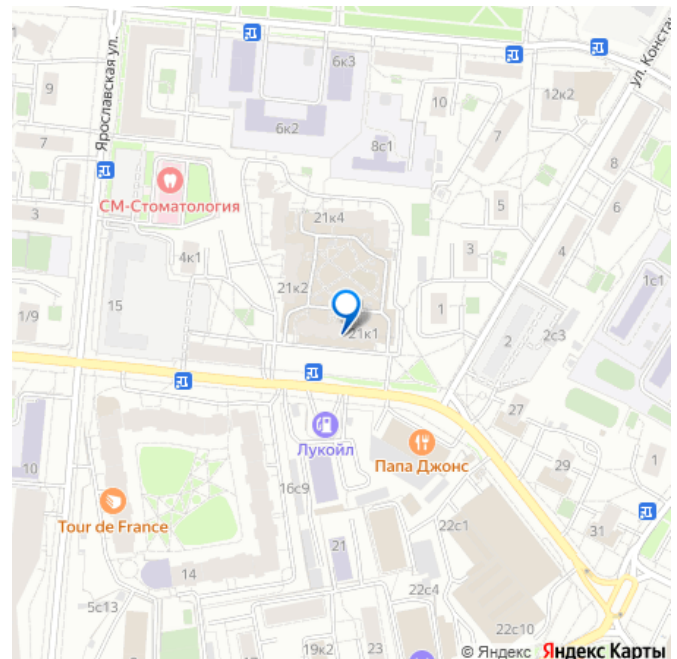 6к3
12к2
ул. Конста
Ярославская ул.
9
10
6к2
7
7
8с1
8
СМ-Стоматология
5
6
3
21к4
4
4к1
3
1с1
21к2
15
1
2с3
1/9
21к1
2
27
Лукойл
Папа Джонс
1
10
29
16с9
Tour de France
22с1
31
21
14
22с4
5с13
22с10
19к2
23
© Яндекс Яндекс Карты